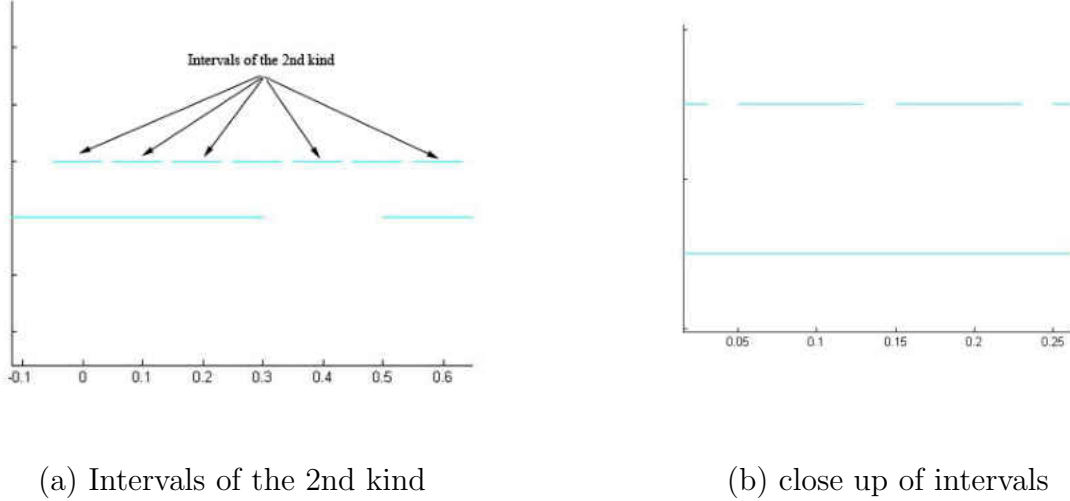 Intervals of the 2nd kind
-0.1 0 0.1 0.2 0.3 0.4 0.5 0.6
0.05 0.1 0.15 0.2 0.25
(a) Intervals of the 2nd kind
(b) close up of intervals